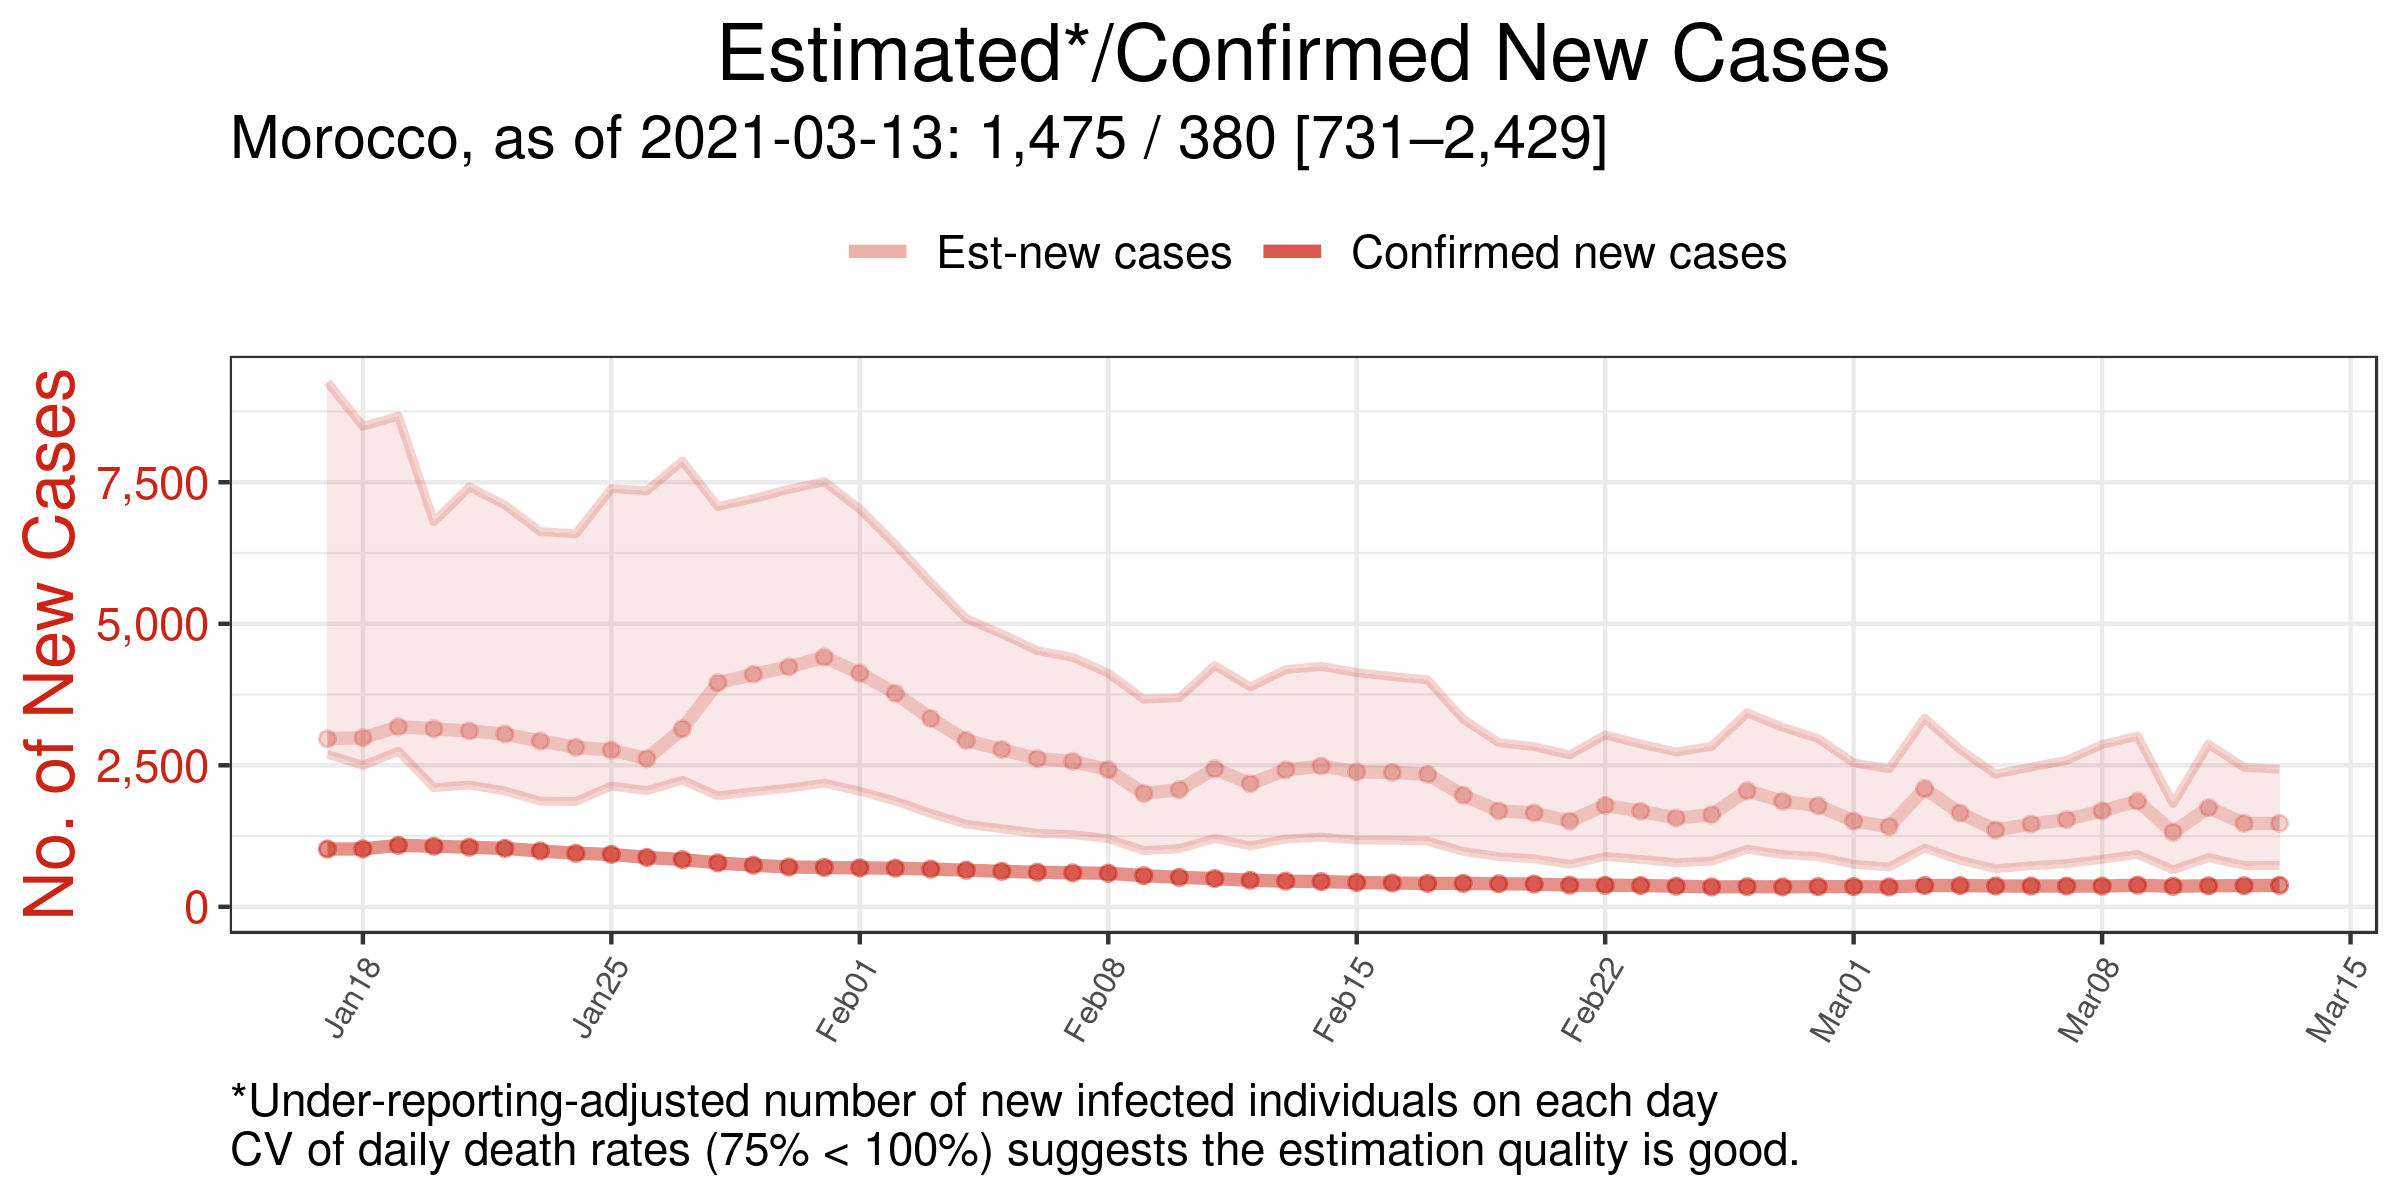 Estimated*/Confirmed New Cases
Morocco, as of 2021-03-13: 1,475 / 380 [731–2,429]
Est-new cases
Confirmed new cases
No. of New Cases
7,500
5,000
2,500
0
Jan18
Jan25
Feb01
Feb08
Feb15
Feb22
Mar01
Mar08
Mar15
*Under-reporting-adjusted number of new infected individuals on each day
CV of daily death rates (75% < 100%) suggests the estimation quality is good.